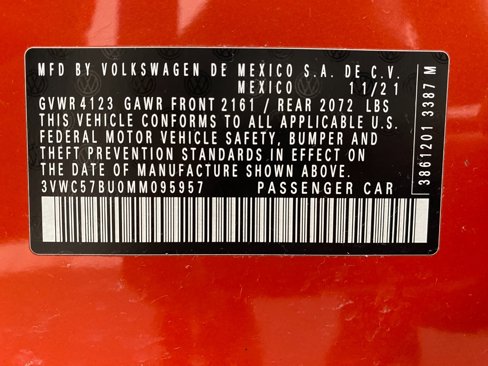 MFD BY VOLKSWAGEN DE MEXICO S.A. DE C.V.
MEXICO 11/21
GVWR 4123 GAWR FRONT 2161 / REAR 2072 LBS
THIS VEHICLE CONFORMS TO ALL APPLICABLE U.S.
FEDERAL MOTOR VEHICLE SAFETY, BUMPER AND
THEFT PREVENTION STANDARDS IN EFFECT ON
THE DATE OF MANUFACTURE SHOWN ABOVE.
3VWC57BU0MM095957 PASSENGER CAR
3861201 3387 M